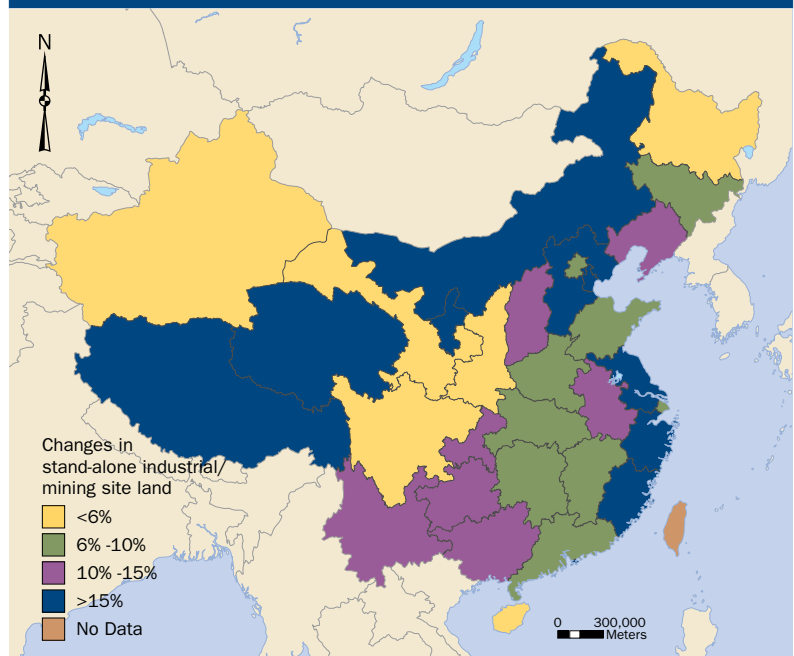 N
Changes in
stand-alone industrial/
mining site land
<6%
6% -10%
10% -15%
>15%
No Data
0 300,000
Meters